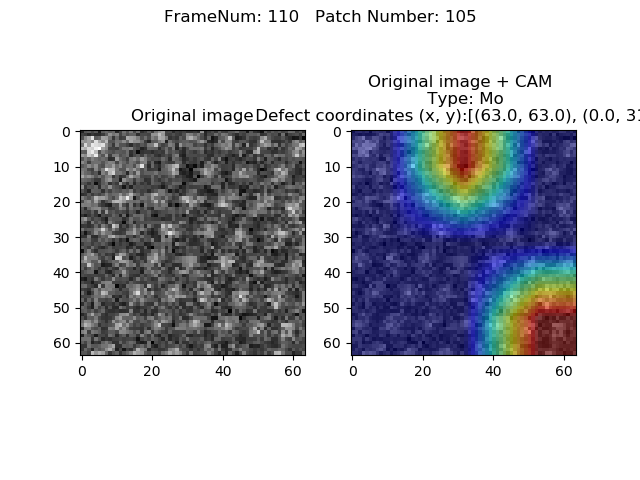 FrameNum: 110   Patch Number: 105
Original image + CAM
Type: Mo
Original image
Defect coordinates (x, y):[(63.0, 63.0), (0.0, 31
0
10
20
30
40
50
60
0 20 40 60
0
10
20
30
40
50
60
0 20 40 60